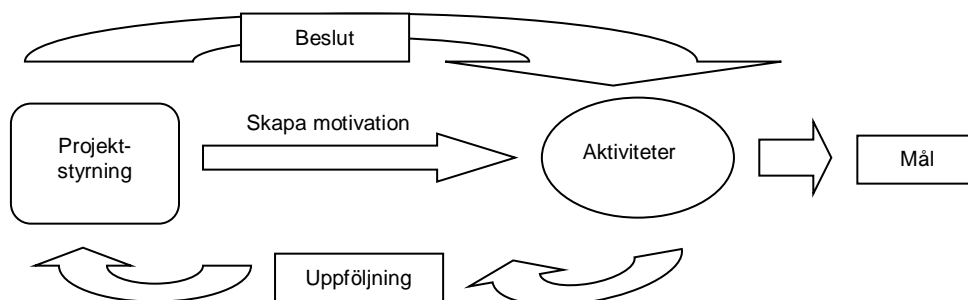 Beslut
Skapa motivation
Projekt-
styrning
Aktiviteter
Mål
Uppföljning